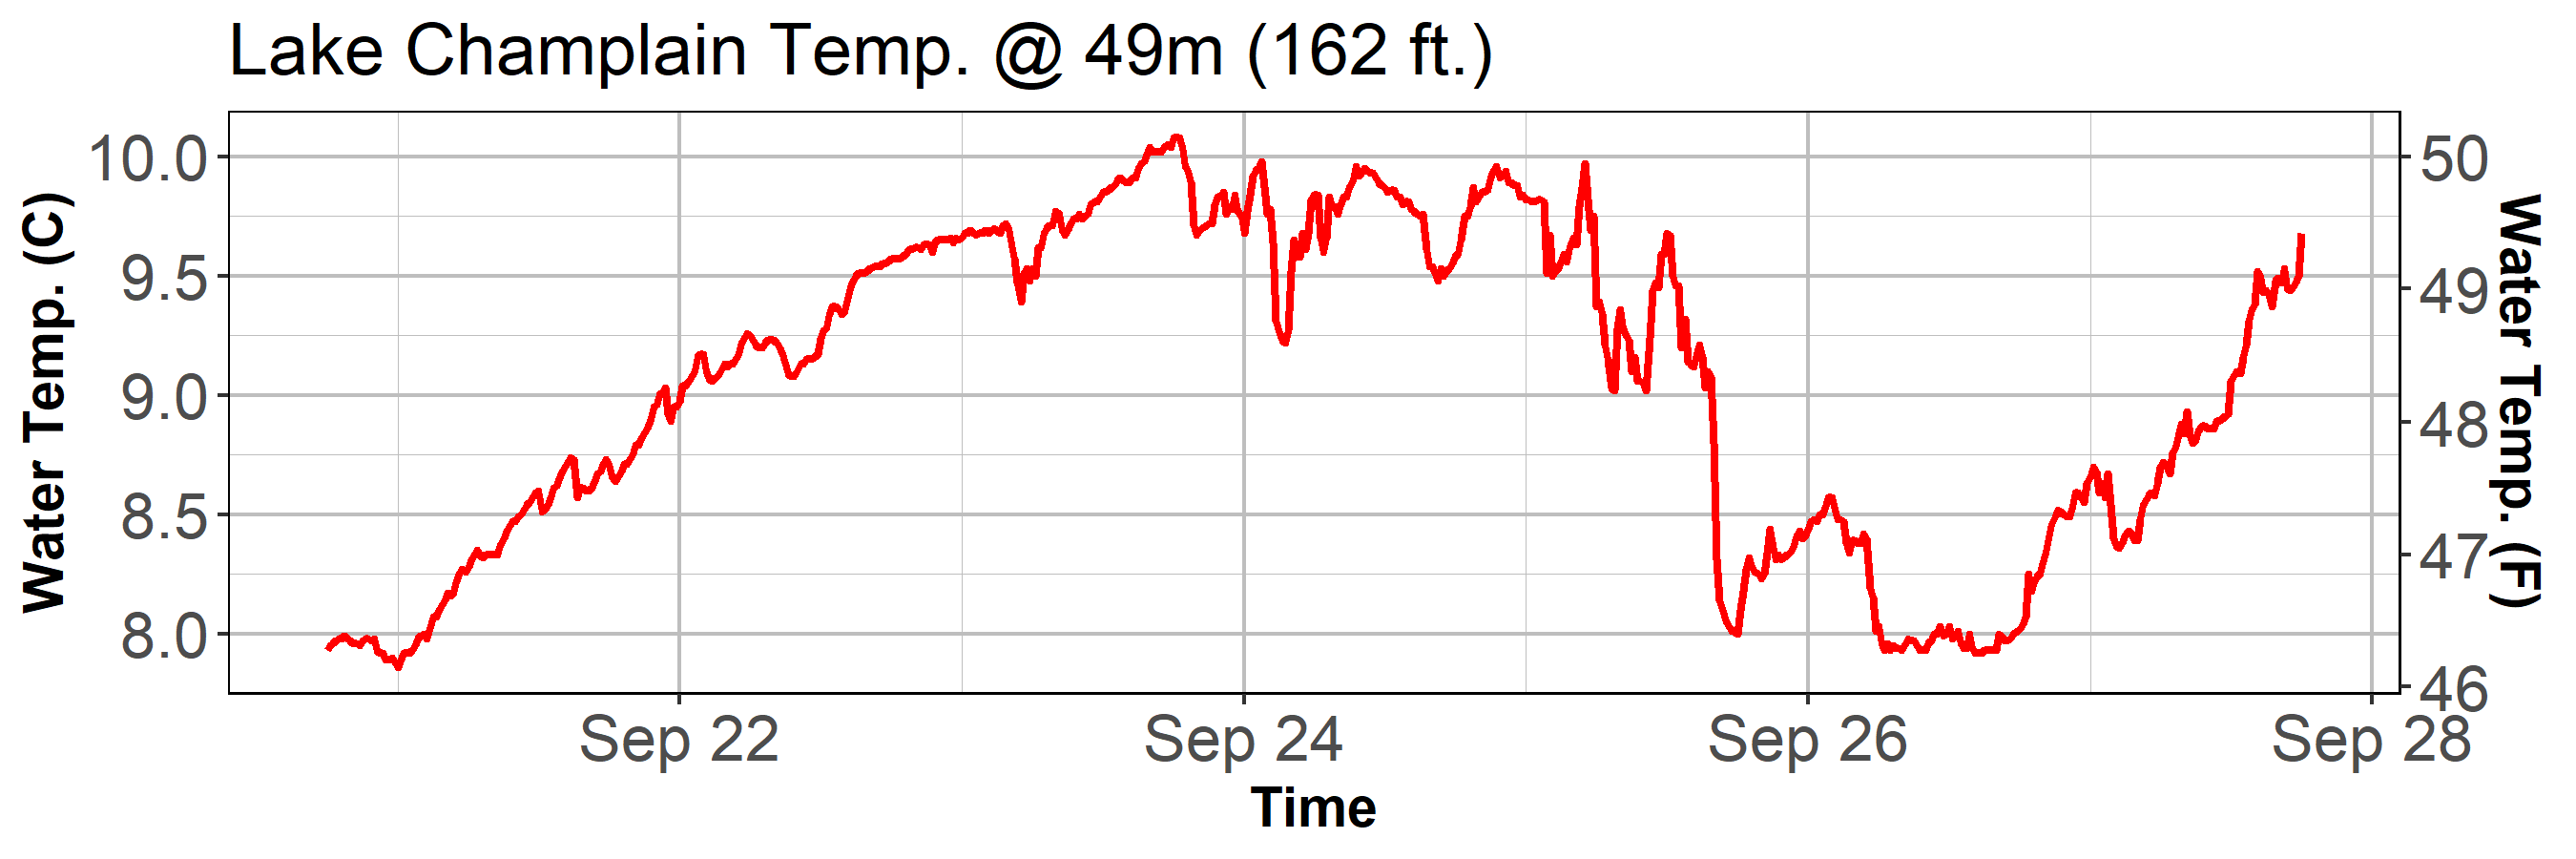 Lake Champlain Temp. @ 49m (162 ft.)
Water Temp. (C)
10.0
9.5
9.0
8.5
8.0
50
49
48
47
46
Water Temp. (F)
Sep 22
Sep 24
Sep 26
Sep 28
Time